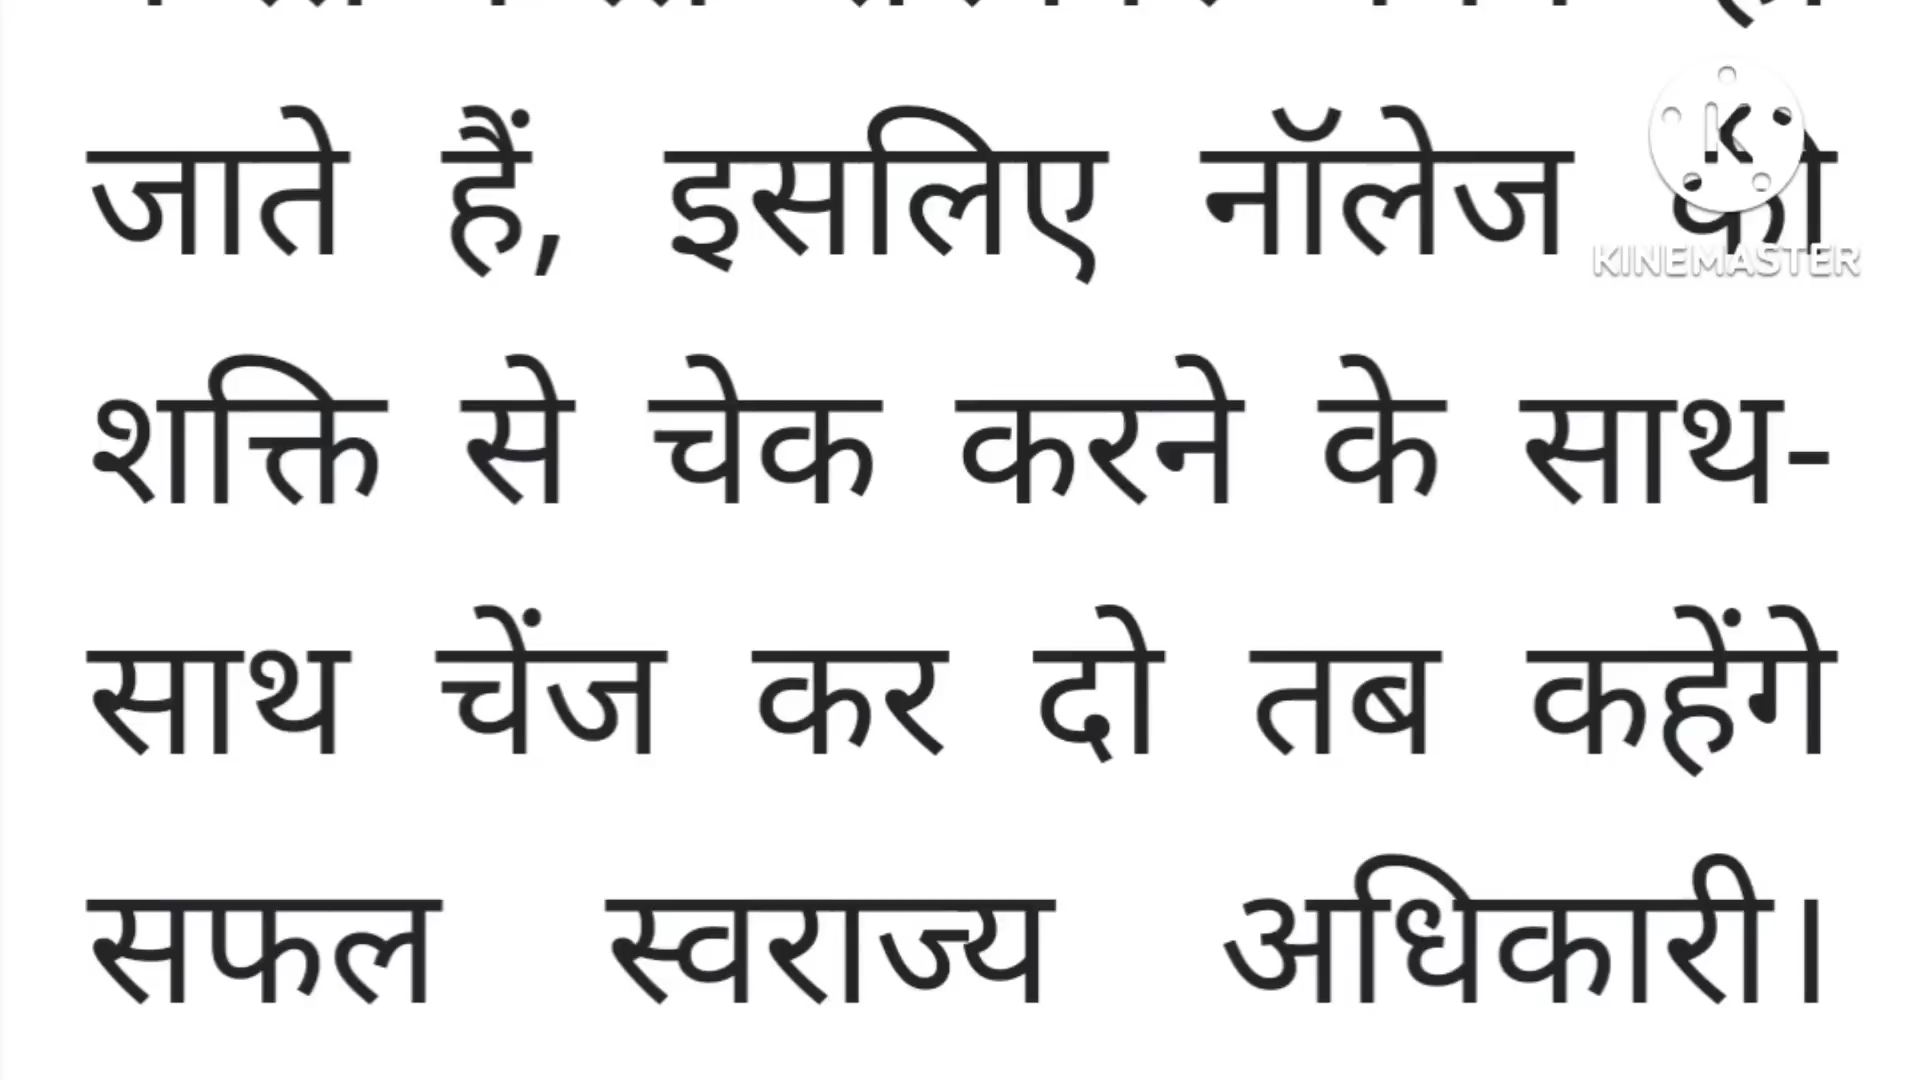 जाते हैं, इसलिए नॉलेज की
शक्ति से चेक करने के साथ-
साथ चेंज कर दो तब कहेंगे
सफल स्वराज्य अधिकारी।
KINEMASTER